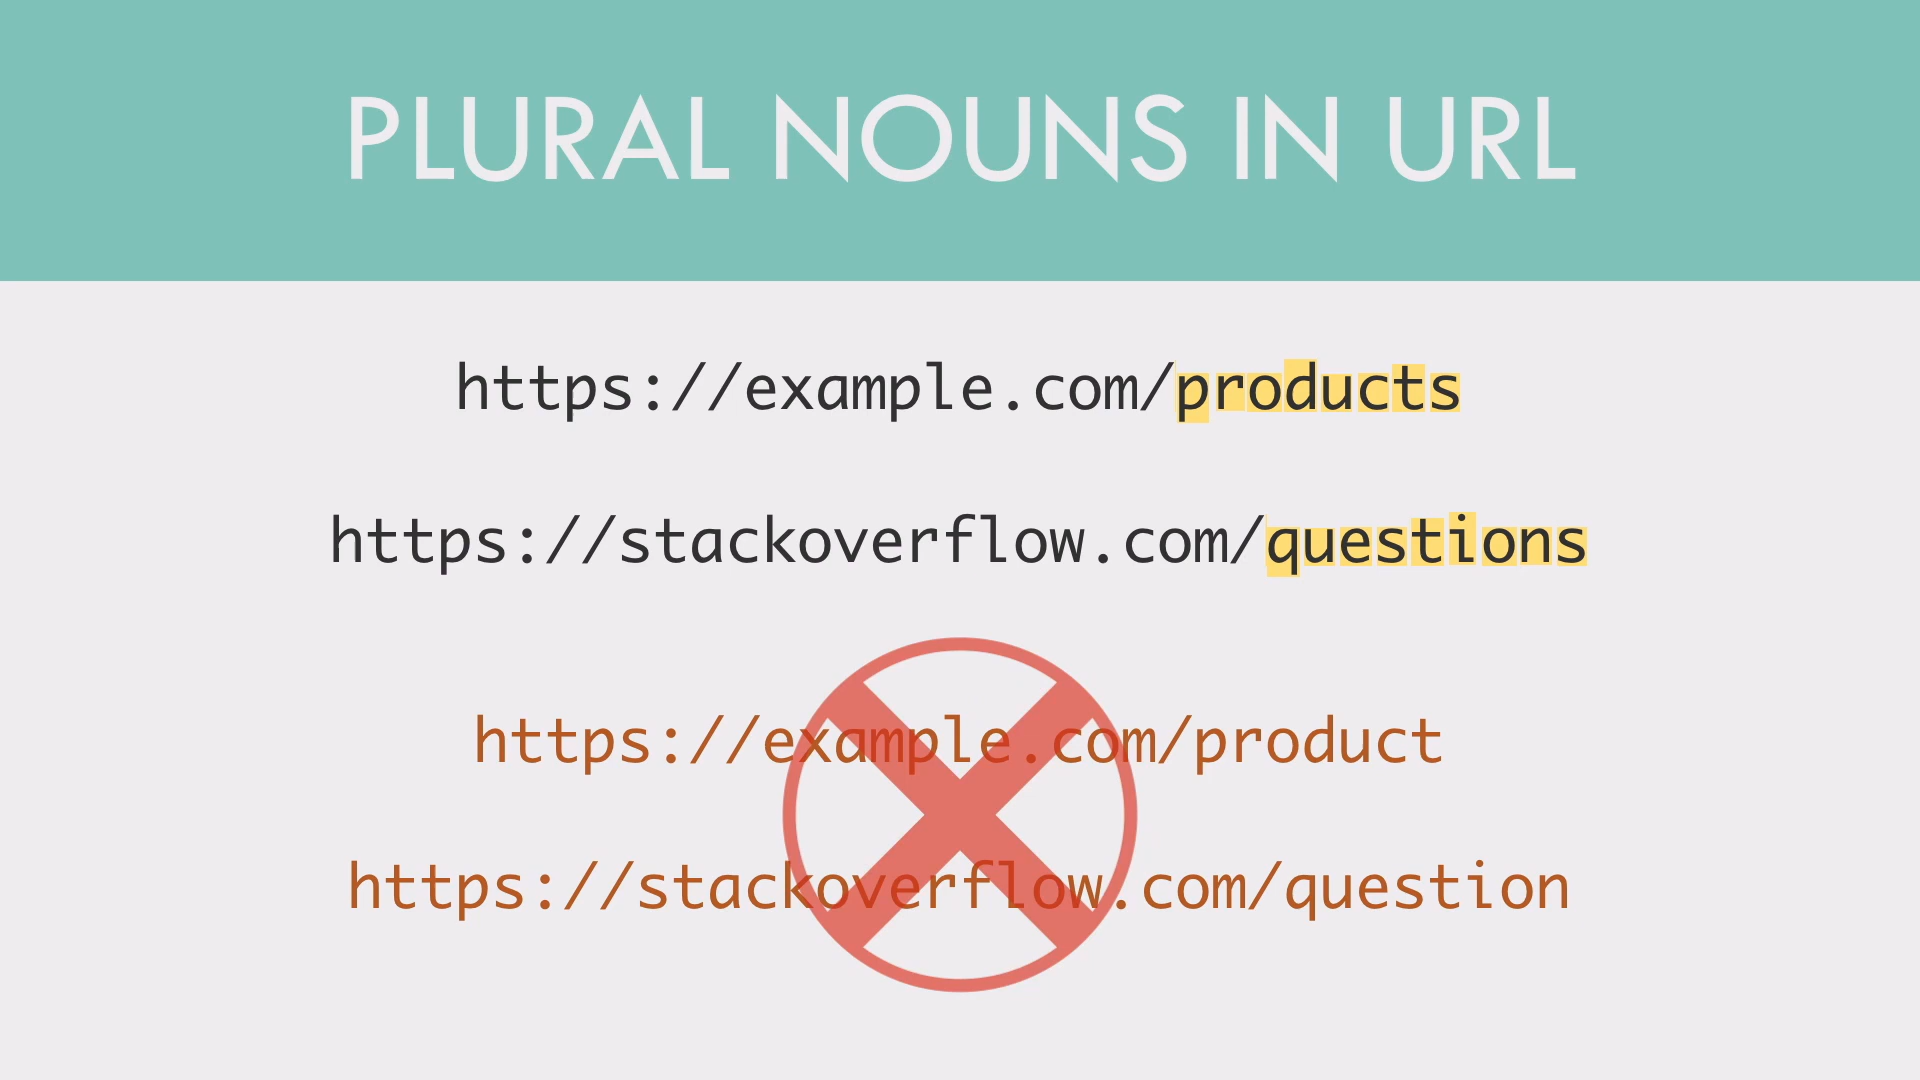 PLURAL NOUNS IN URL
https://example.com/products
https://stackoverflow.com/questions
https://example.com/product
https://stackoverflow.com/question